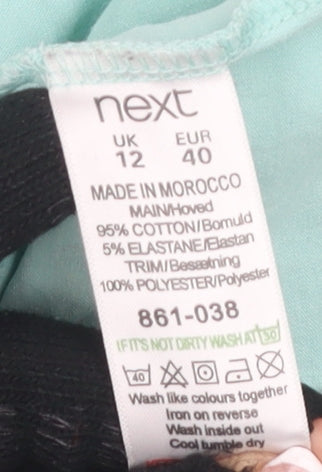 next
UK EUR
12 40
MADE IN MOROCCO
MAIN/Hoved
95% COTTON/Bomuld
5% ELASTANE/Elastan
TRIM/Besætning
100% POLYESTER/Polyester
861-038
IF IT'S NOT DIRTY WASH AT 30
40
Wash like colours together
Iron on reverse
Wash inside out
Cool tumble dry